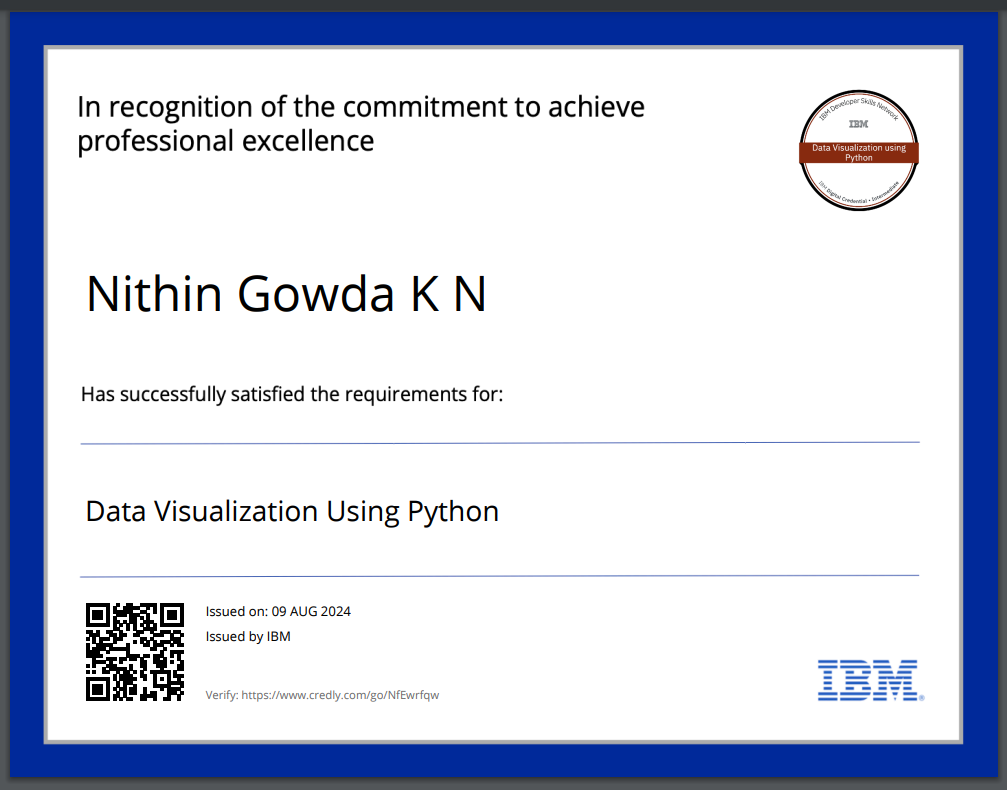 In recognition of the commitment to achieve
professional excellence
IBM Developer Skills Network
IBM
Data Visualization using
Python
IBM Digital Credential • Intermediate
Nithin Gowda K N
Has successfully satisfied the requirements for:
Data Visualization Using Python
Issued on: 09 AUG 2024
Issued by IBM
Verify: https://www.credly.com/go/NfEwrfqw
IBM®